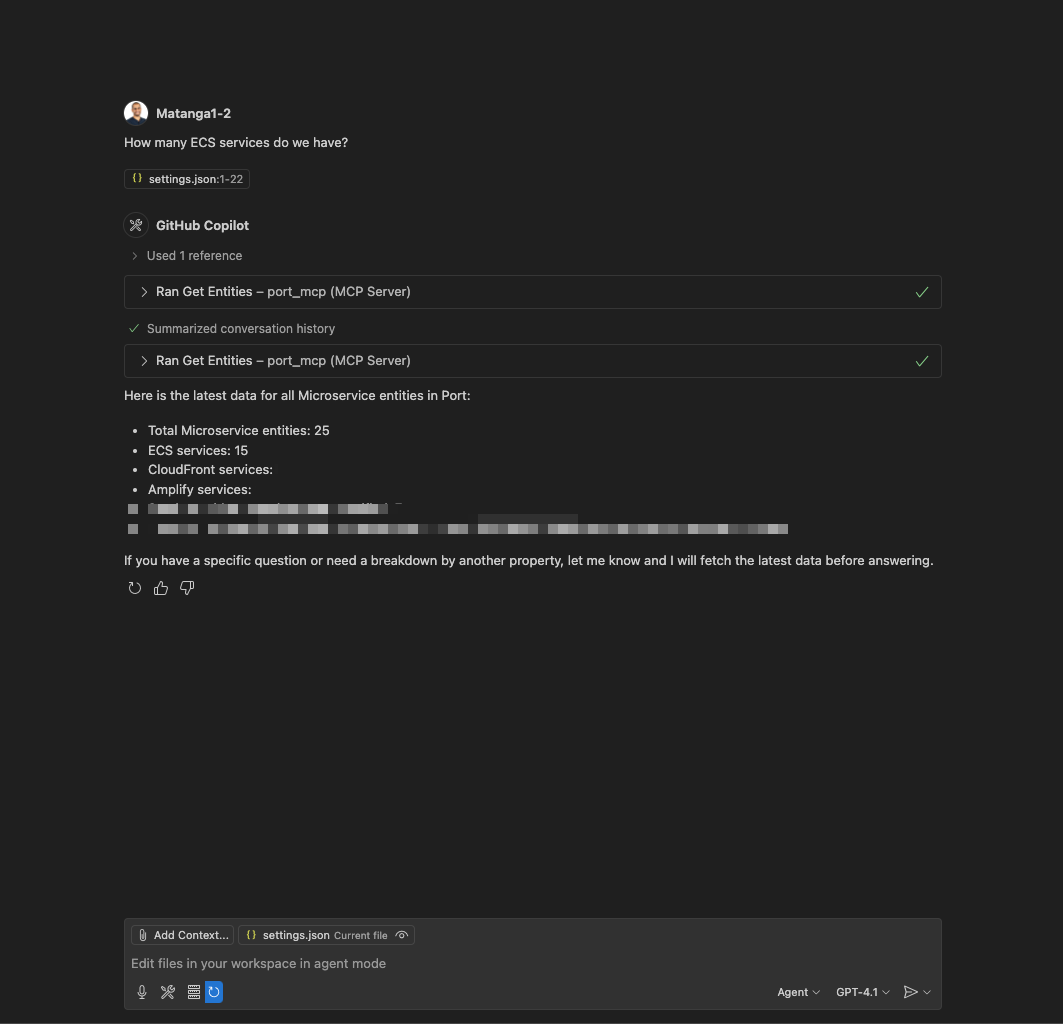 Matanga1-2
How many ECS services do we have?
{} settings.json:1-22
GitHub Copilot
Used 1 reference
Ran Get Entities – port_mcp (MCP Server)
Summarized conversation history
Ran Get Entities – port_mcp (MCP Server)
Here is the latest data for all Microservice entities in Port:
• Total Microservice entities: 25
• ECS services: 15
• CloudFront services:
• Amplify services:
If you have a specific question or need a breakdown by another property, let me know and I will fetch the latest data before answering.
Add Context... {} settings.json Current file
Edit files in your workspace in agent mode
Agent GPT-4.1